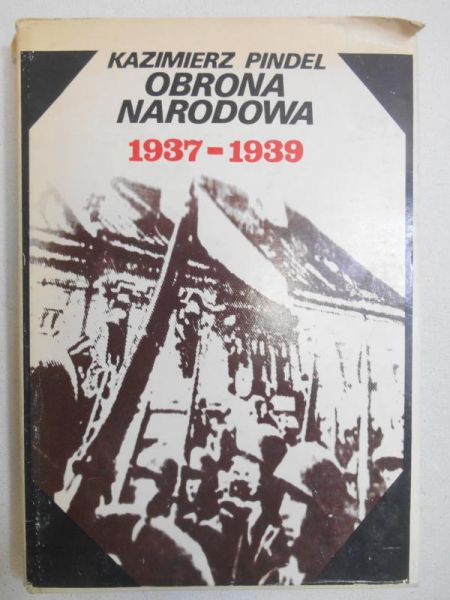 KAZIMIERZ PINDEL
OBRONA
NARODOWA
1937-1939